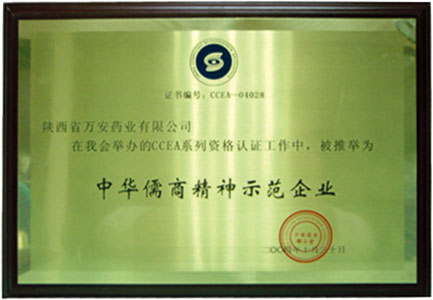 证书编号：CCEA—04028
陕西省万安药业有限公司
在我会举办的CCEA系列资格认证工作中，被推举为
中华儒商精神示范企业